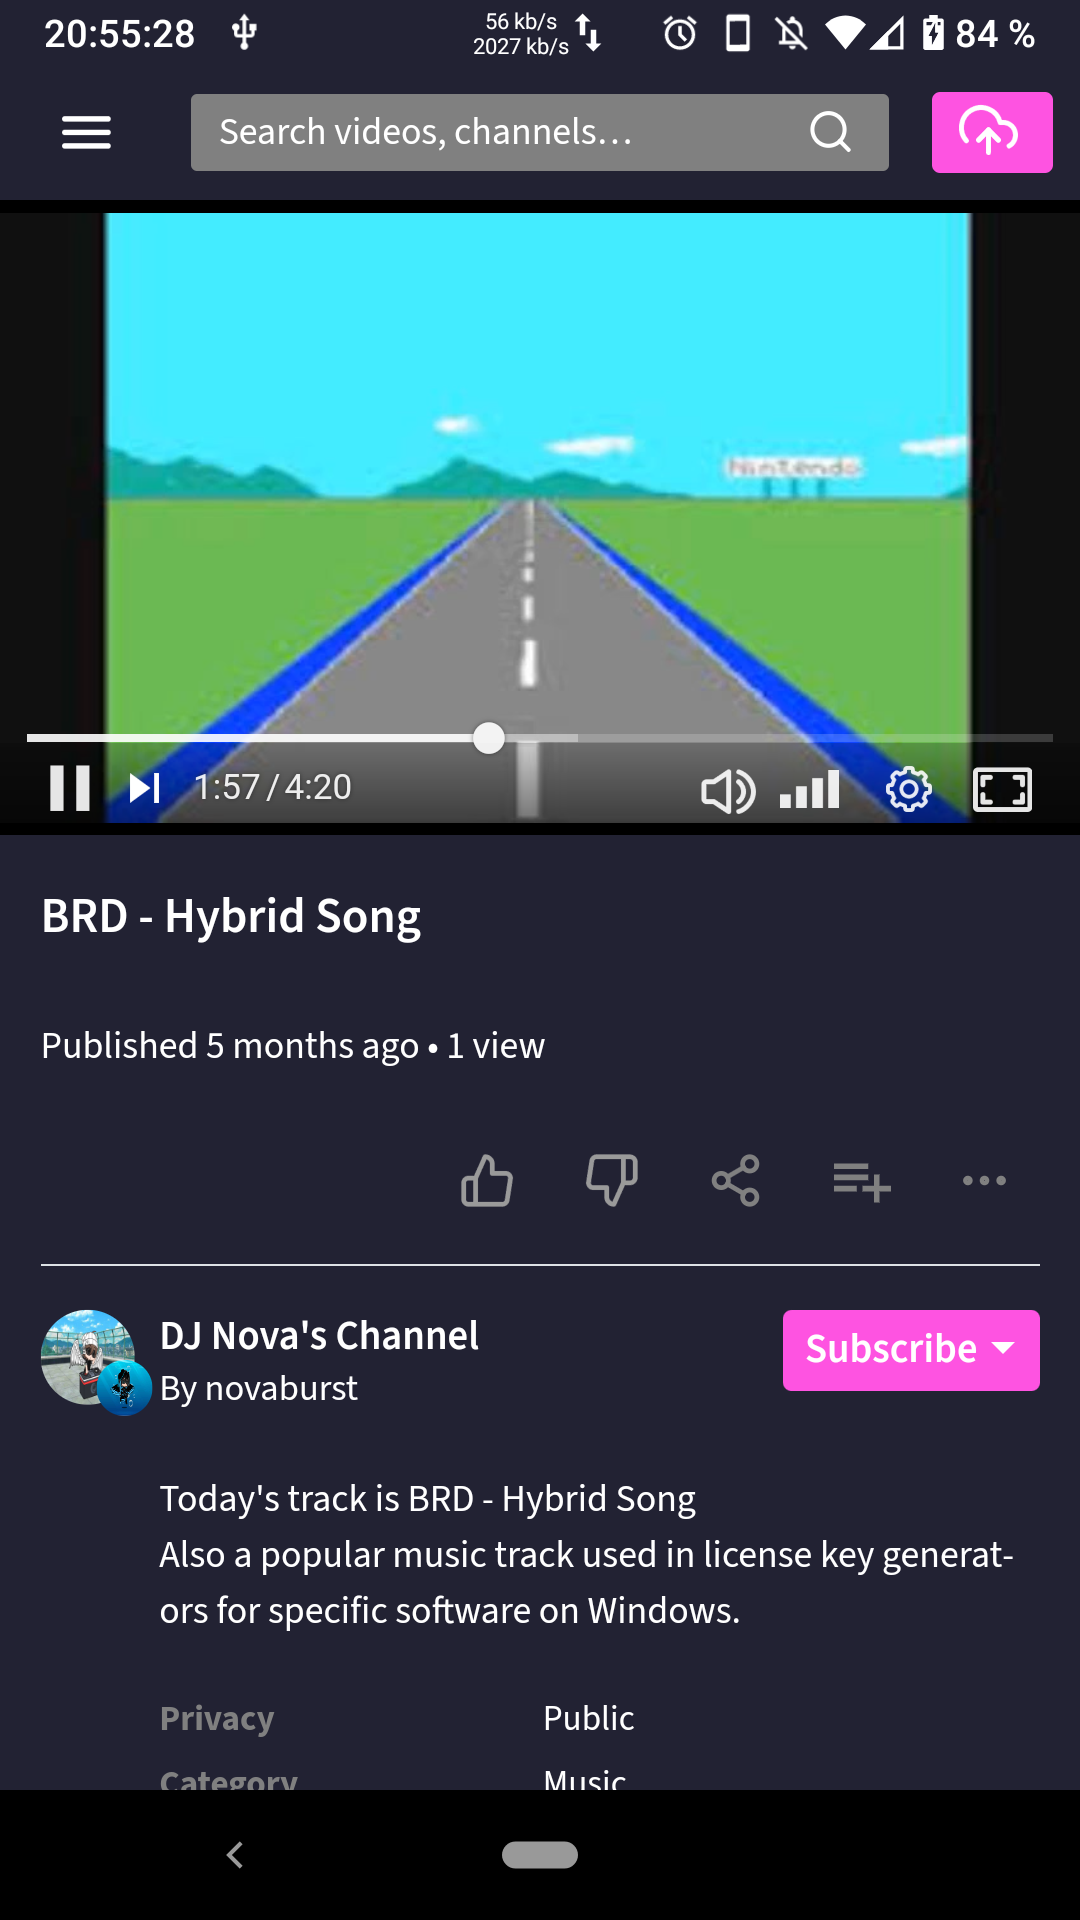 20:55:28
56 kb/s
2027 kb/s
84 %
Search videos, channels...
Nintendo
1:57 / 4:20
BRD - Hybrid Song
Published 5 months ago • 1 view
DJ Nova's Channel
Subscribe
By novaburst
Today's track is BRD - Hybrid Song
Also a popular music track used in license key generat-
ors for specific software on Windows.
Privacy Public
Category Music